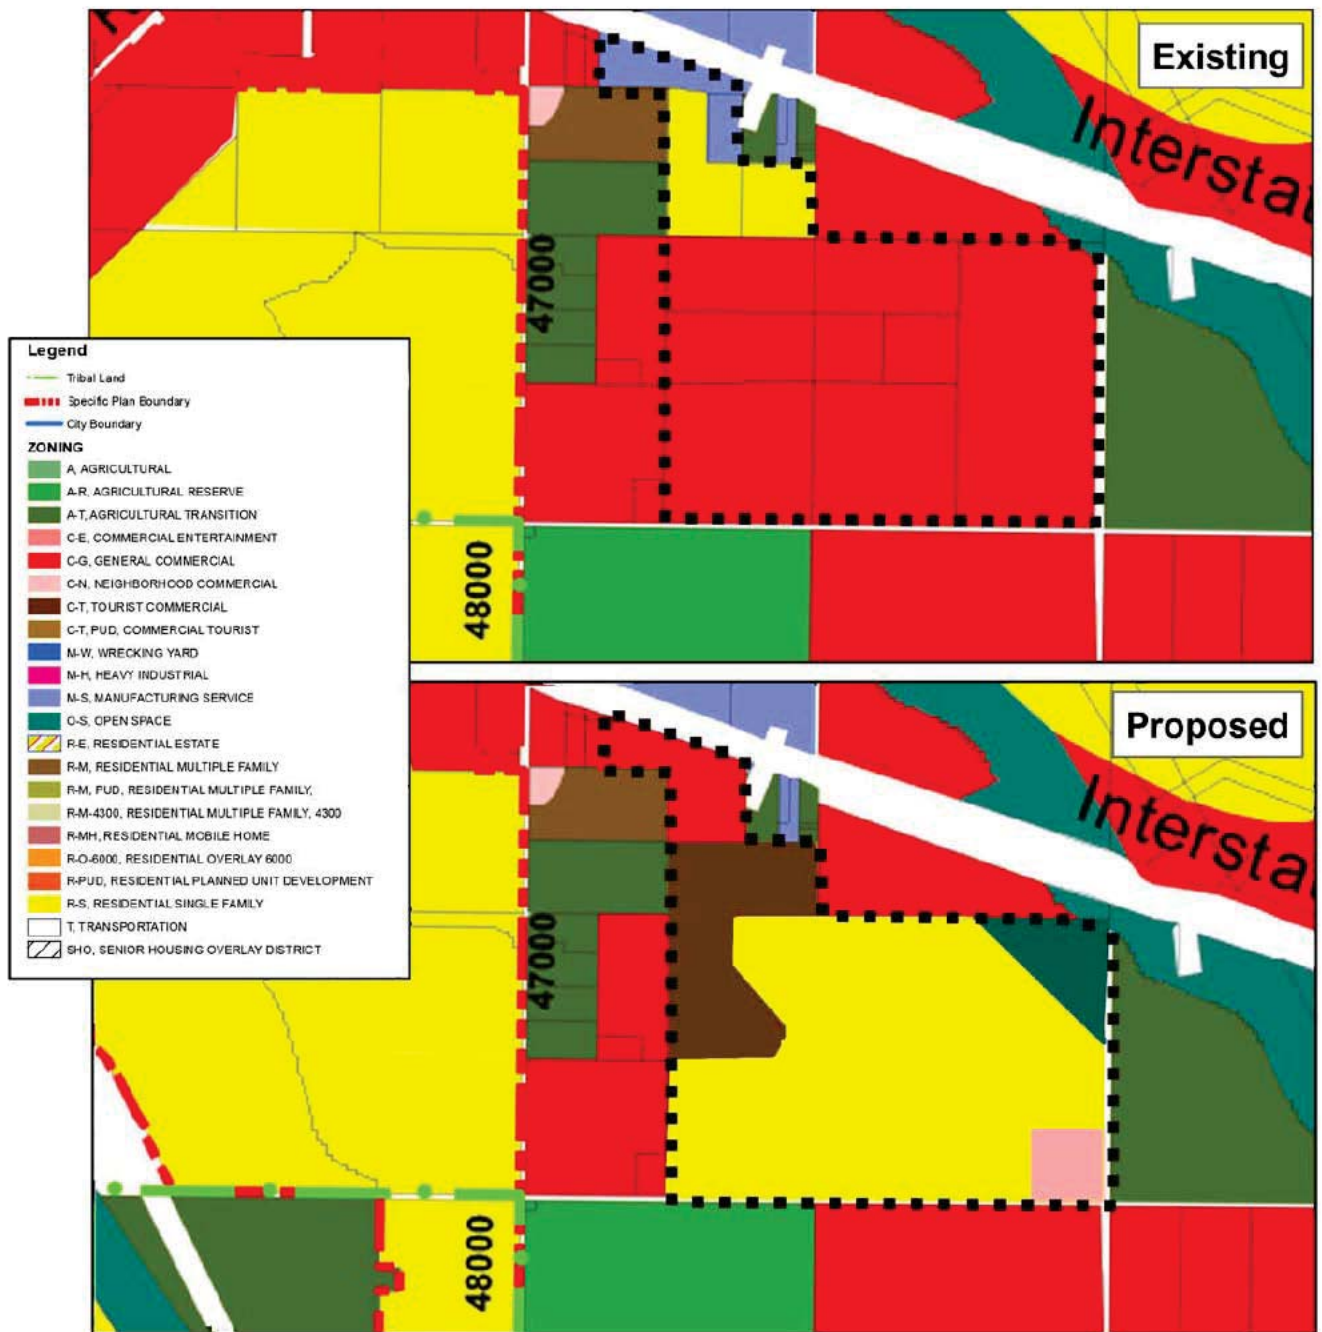 Existing
Interstat
47000
48000
Legend
Tribal Land
Specific Plan Boundary
City Boundary
ZONING
A, AGRICULTURAL
A-R, AGRICULTURAL RESERVE
A-T, AGRICULTURAL TRANSITION
C-E, COMMERCIAL ENTERTAINMENT
C-G, GENERAL COMMERCIAL
C-N, NEIGHBORHOOD COMMERCIAL
C-T, TOURIST COMMERCIAL
C-T, PUD, COMMERCIAL TOURIST
M-W, WRECKING YARD
M-H, HEAVY INDUSTRIAL
M-S, MANUFACTURING SERVICE
O-S, OPEN SPACE
R-E, RESIDENTIAL ESTATE
R-M, RESIDENTIAL MULTIPLE FAMILY
R-M, PUD, RESIDENTIAL MULTIPLE FAMILY,
R-M-4300, RESIDENTIAL MULTIPLE FAMILY, 4300
R-MH, RESIDENTIAL MOBILE HOME
R-O-6000, RESIDENTIAL OVERLAY 6000
R-PUD, RESIDENTIAL PLANNED UNIT DEVELOPMENT
R-S, RESIDENTIAL SINGLE FAMILY
T, TRANSPORTATION
SHO, SENIOR HOUSING OVERLAY DISTRICT
Proposed
Interstat
47000
48000